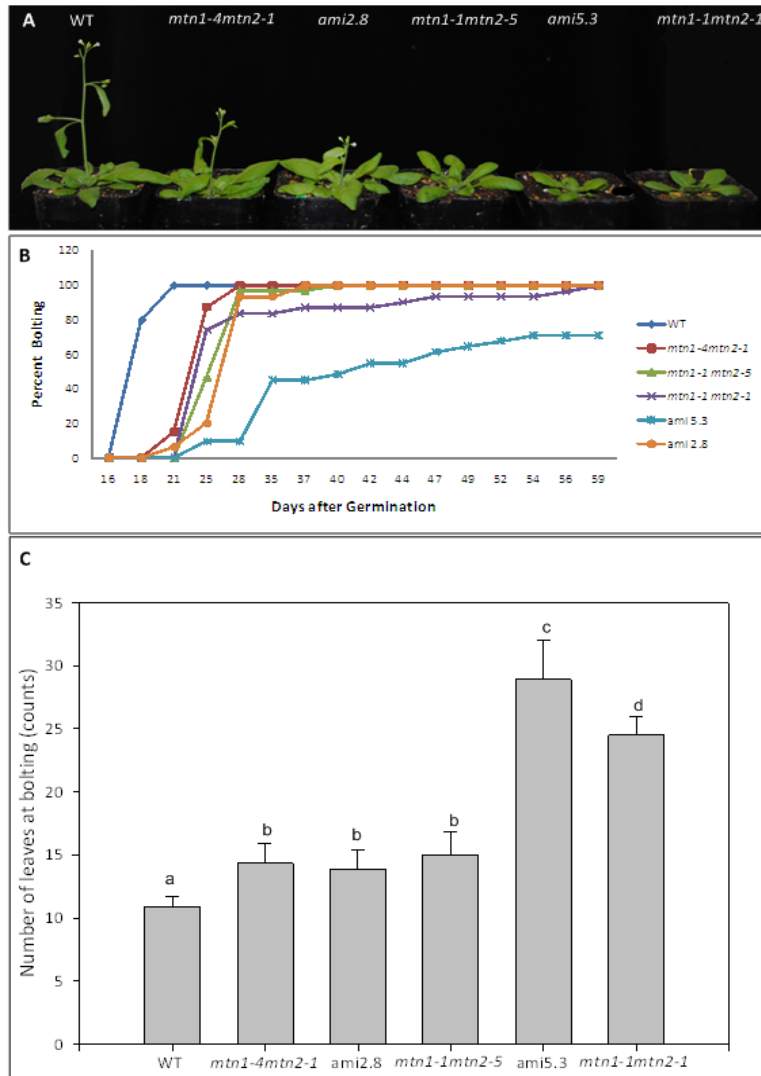 A WT mtn1-4mtn2-1 ami2.8 mtn1-1mtn2-5 ami5.3 mtn1-1mtn2-1
B
120
100
80
60
40
20
0
Percent Bolting
16 18 21 25 28 35 37 40 42 44 47 49 52 54 56 59
Days after Germination
WT
mtn1-4mtn2-1
mtn1-1 mtn2-5
mtn1-1 mtn2-1
ami 5.3
ami 2.8
C
35
30
25
20
15
10
5
0
Number of leaves at bolting (counts)
a b b b c d
WT mtn1-4mtn2-1 ami2.8 mtn1-1mtn2-5 ami5.3 mtn1-1mtn2-1